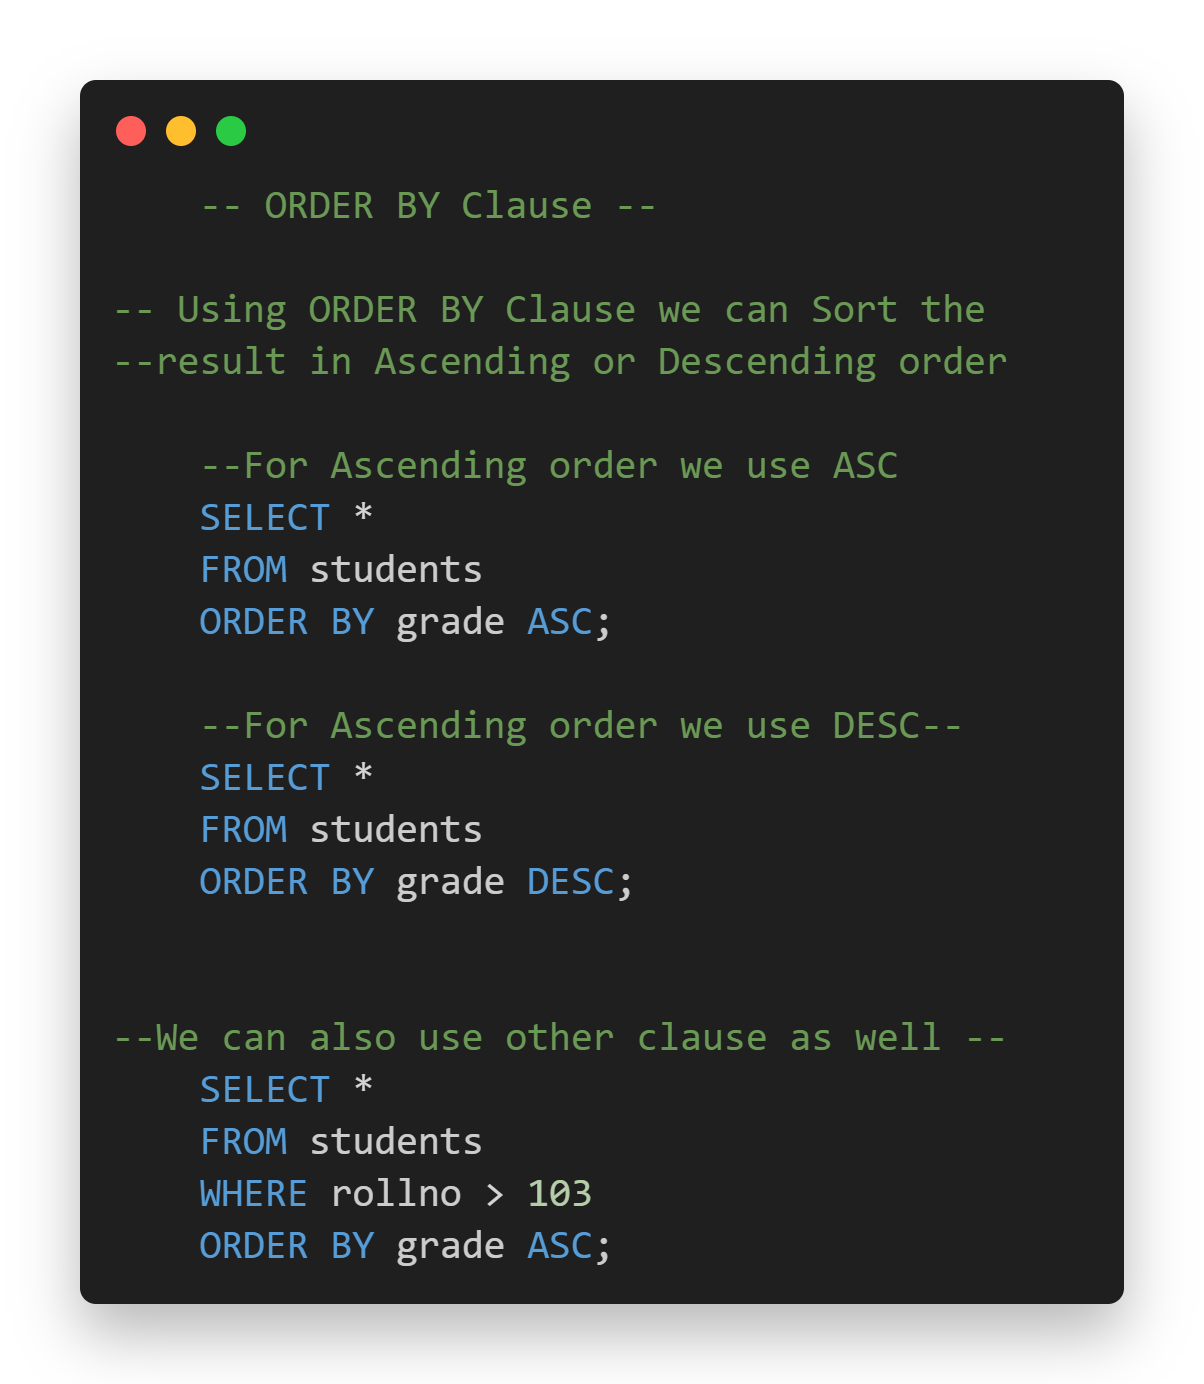 -- ORDER BY Clause --
-- Using ORDER BY Clause we can Sort the
--result in Ascending or Descending order
--For Ascending order we use ASC
SELECT *
FROM students
ORDER BY grade ASC;
--For Ascending order we use DESC--
SELECT *
FROM students
ORDER BY grade DESC;
--We can also use other clause as well --
SELECT *
FROM students
WHERE rollno > 103
ORDER BY grade ASC;